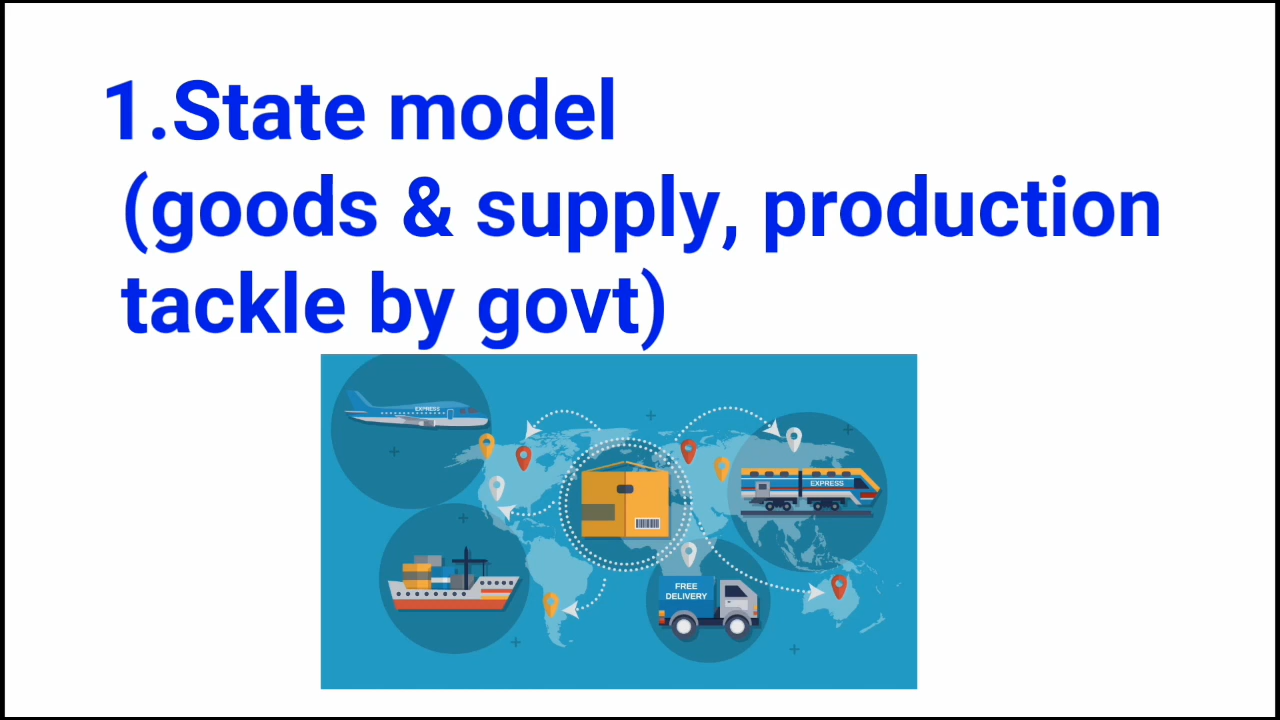 1.State model
(goods & supply, production
tackle by govt)
EXPRESS
EXPRESS
FREE
DELIVERY